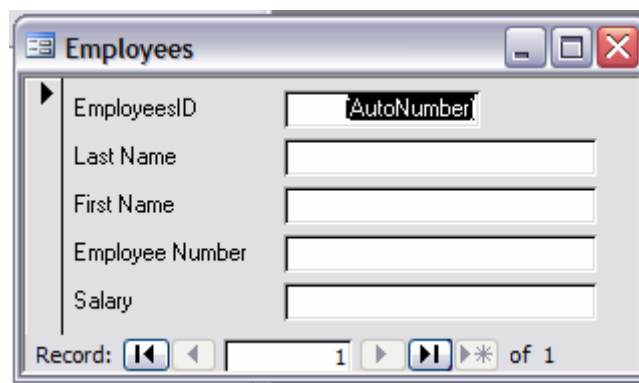 Employees
EmployeesID (AutoNumber)
Last Name
First Name
Employee Number
Salary
Record: 1 of 1